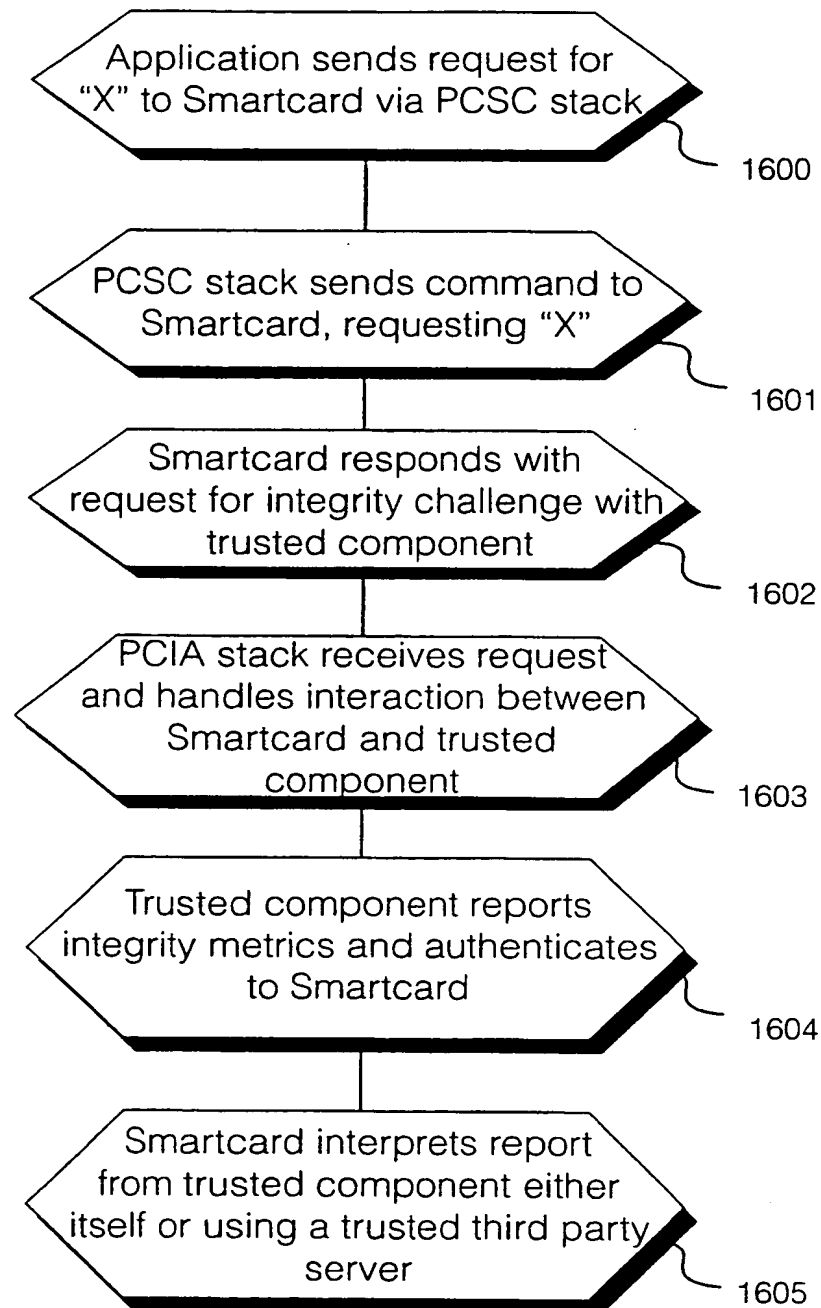 Application sends request for
“X” to Smartcard via PCSC stack
1600
PCSC stack sends command to
Smartcard, requesting “X”
1601
Smartcard responds with
request for integrity challenge with
trusted component
1602
PCIA stack receives request
and handles interaction between
Smartcard and trusted
component
1603
Trusted component reports
integrity metrics and authenticates
to Smartcard
1604
Smartcard interprets report
from trusted component either
itself or using a trusted third party
server
1605